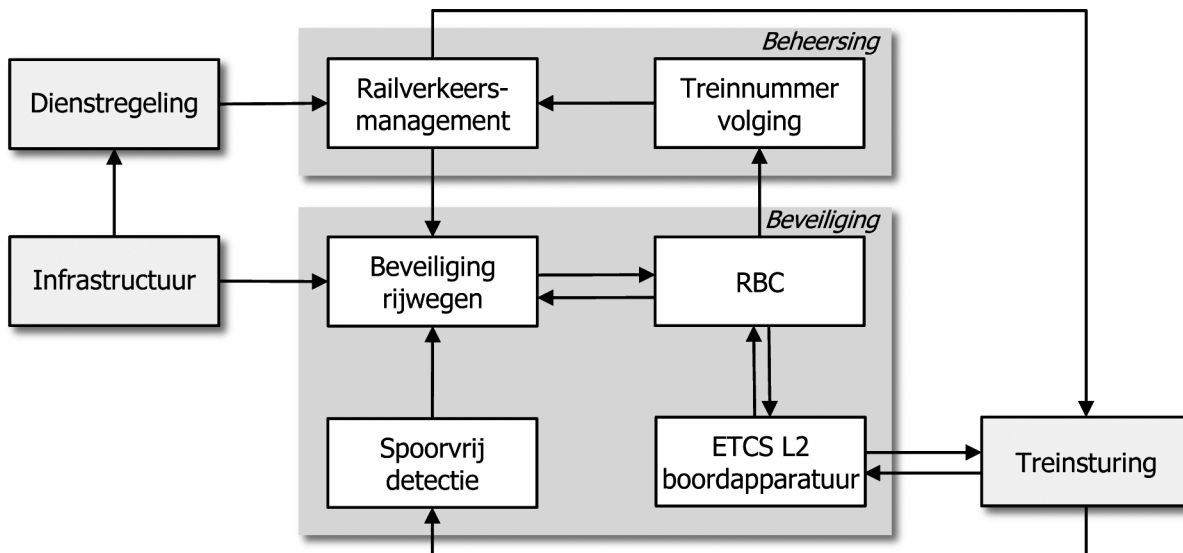 Beheersing
Dienstregeling
Railverkeers-
management
Treinnummer
volging
Beveiliging
Infrastructuur
Beveiliging
rijwegen
RBC
Spoorvrij
detectie
ETCS L2
boordapparatuur
Treinsturing